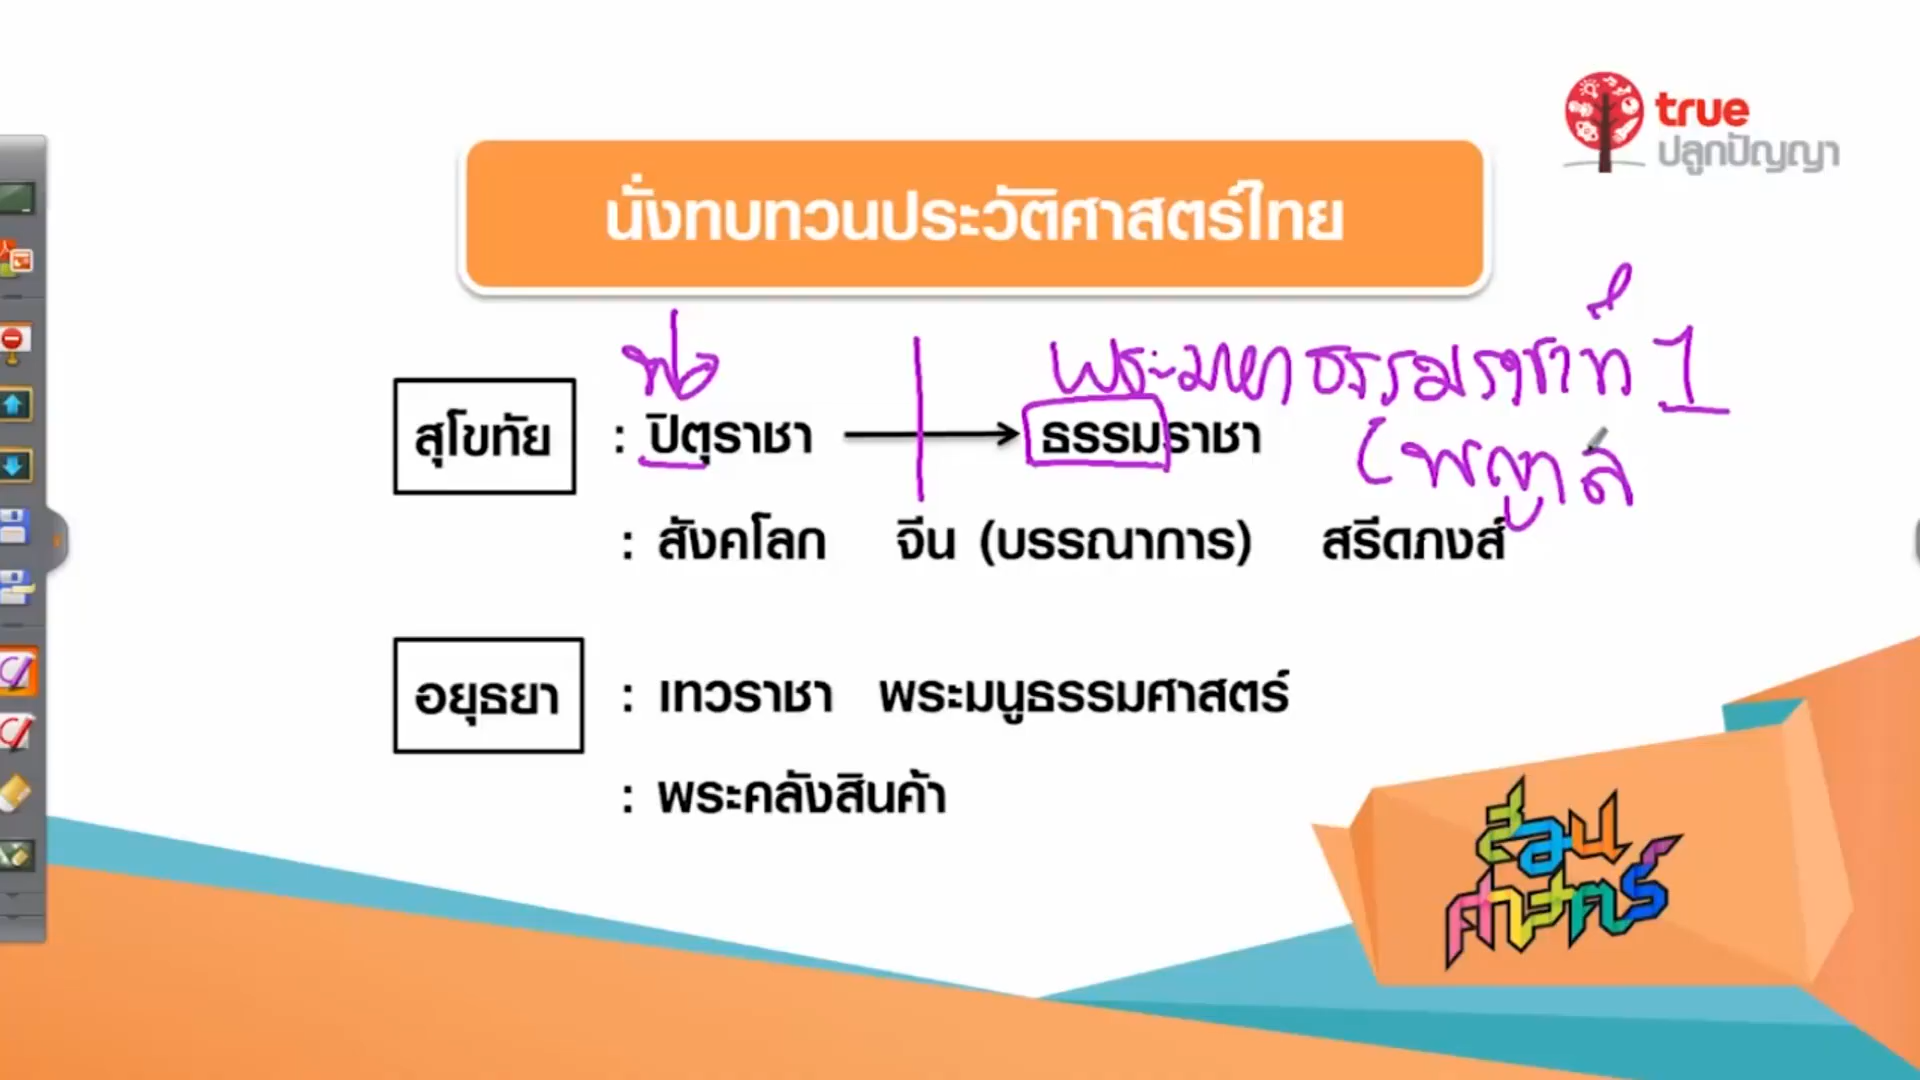 true
ปลูกปัญญา
นั่งทบทวนประวัติศาสตร์ไทย
พ่อ
พระมหาธรรมราชาที่ 1
สุโขทัย : ปิตุราชา ธรรมราชา
(พญาลิ
: สังคโลก จีน (บรรณาการ) สรีดภงส์
อยุธยา : เทวราชา พระมนูธรรมศาสตร์
: พระคลังสินค้า
สอน
ศาสตร์